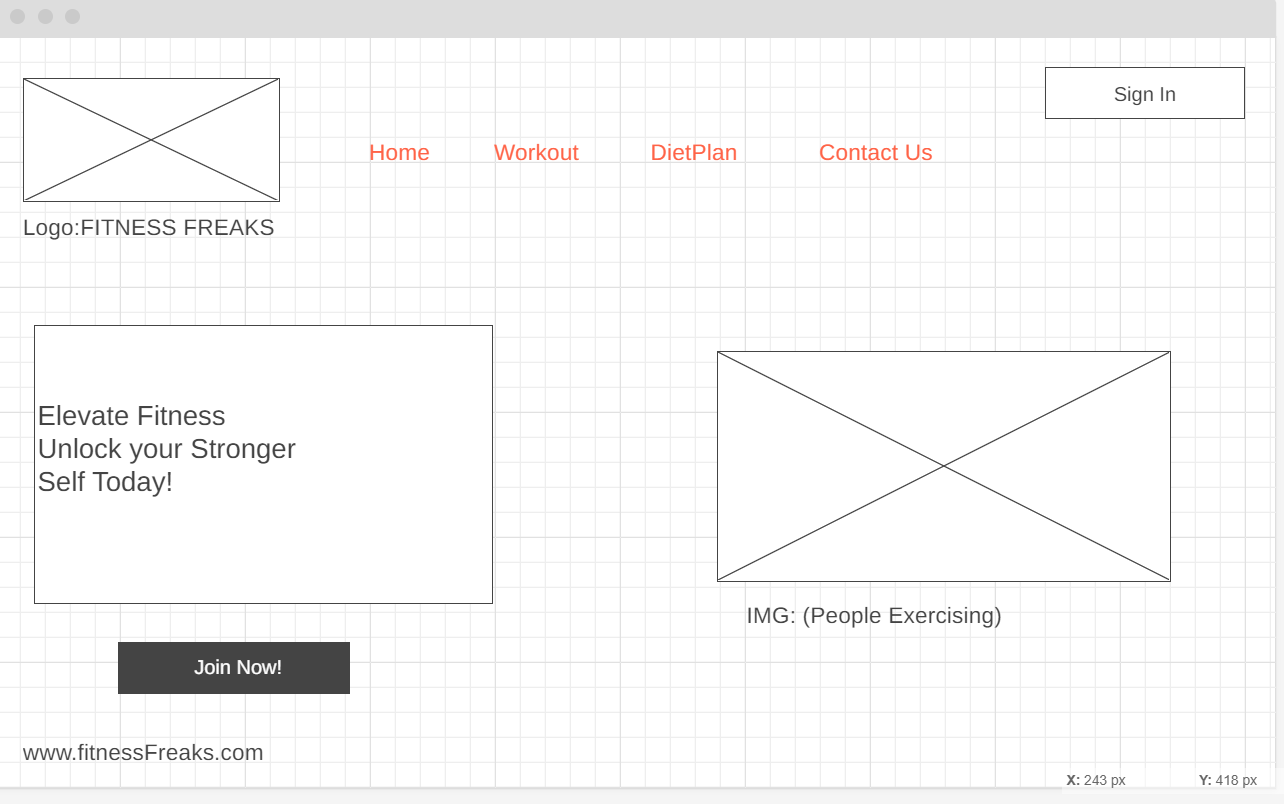 Sign In
Home Workout DietPlan Contact Us
Logo:FITNESS FREAKS
Elevate Fitness
Unlock your Stronger
Self Today!
IMG: (People Exercising)
Join Now!
www.fitnessFreaks.com
X: 243 px Y: 418 px